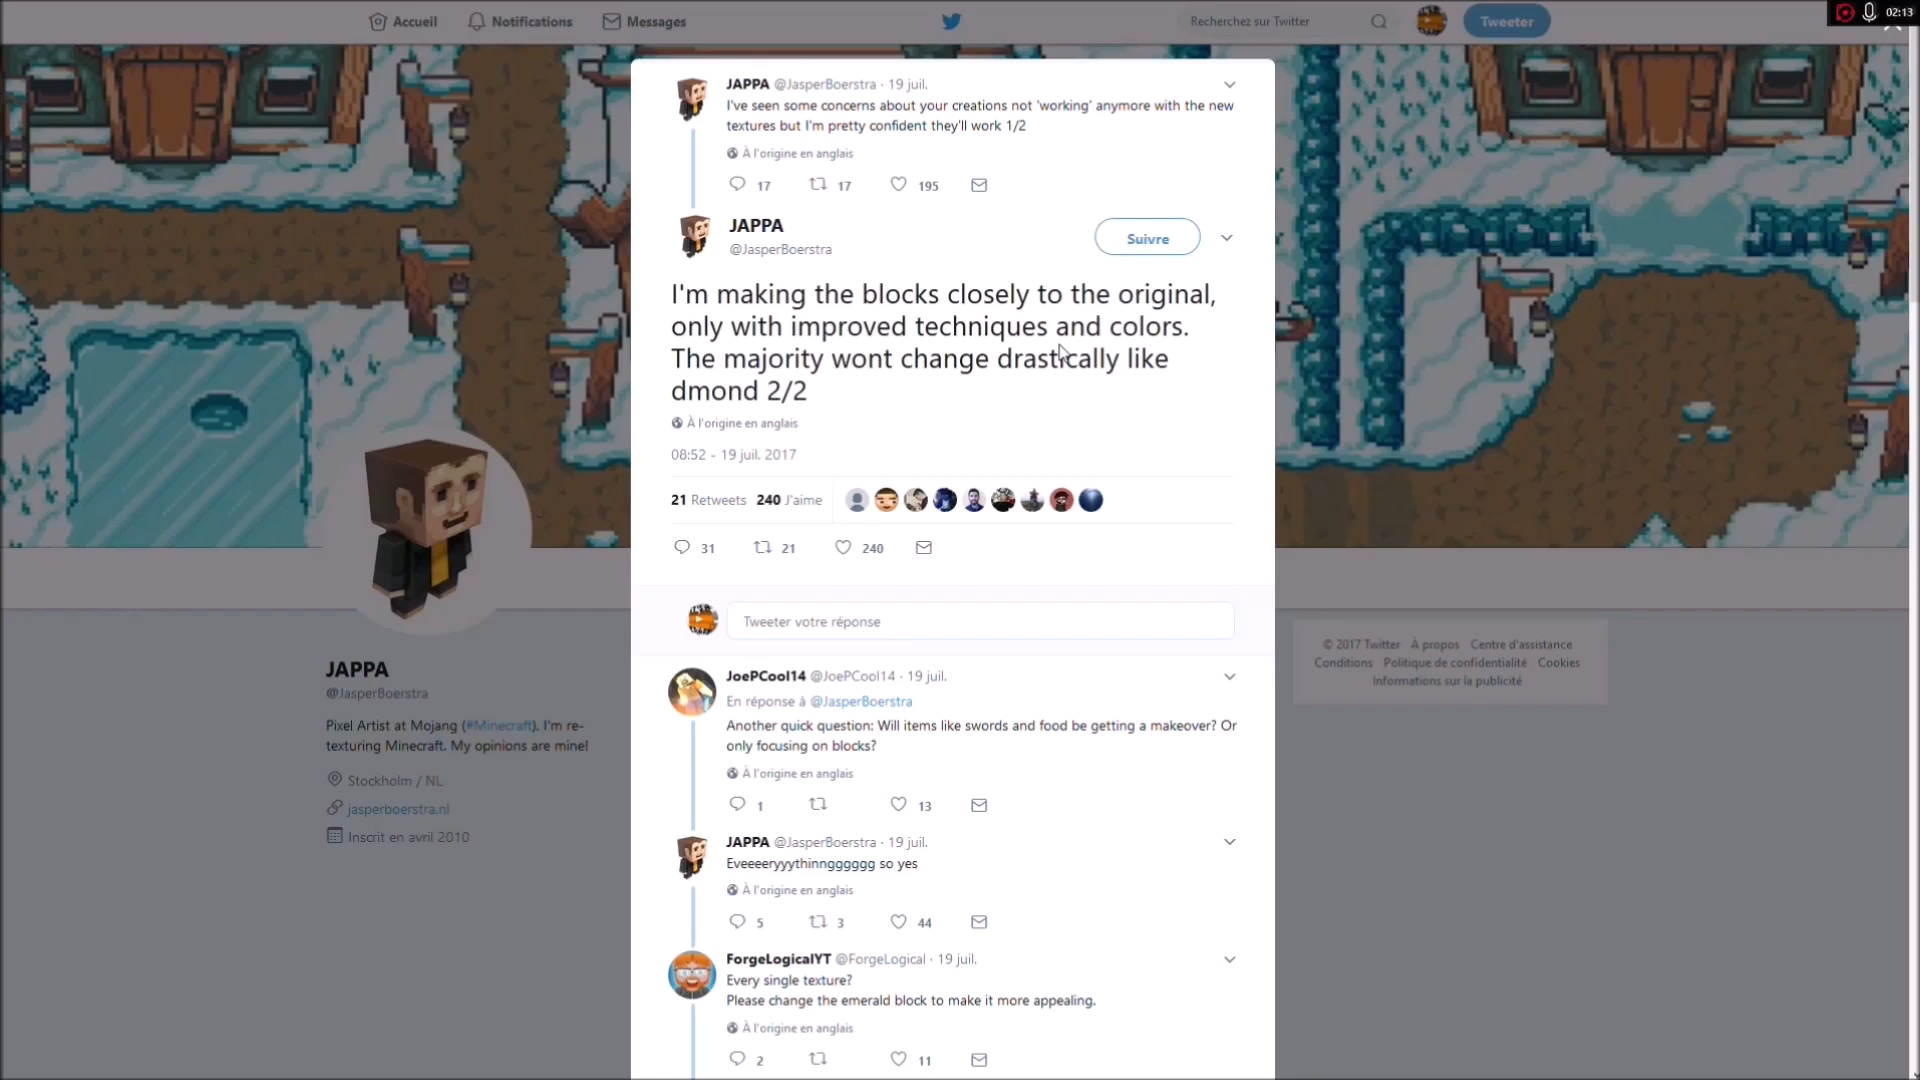 Accueil Notifications Messages Recherchez sur Twitter Tweeter 02:13
JAPPA @JasperBoerstra · 19 juil.
I've seen some concerns about your creations not 'working' anymore with the new
textures but I'm pretty confident they'll work 1/2
À l'origine en anglais
17 17 195
JAPPA
@JasperBoerstra
Suivre
I'm making the blocks closely to the original,
only with improved techniques and colors.
The majority wont change drastically like
dmond 2/2
À l'origine en anglais
08:52 - 19 juil. 2017
21 Retweets 240 J'aime
31 21 240
Tweeter votre réponse
JoePCool14 @JoePCool14 · 19 juil.
En réponse à @JasperBoerstra
Another quick question: Will items like swords and food be getting a makeover? Or
only focusing on blocks?
À l'origine en anglais
1 13
JAPPA @JasperBoerstra · 19 juil.
Eveeeeryyythinngggggg so yes
À l'origine en anglais
5 3 44
ForgeLogicalYT @ForgeLogical · 19 juil.
Every single texture?
Please change the emerald block to make it more appealing.
À l'origine en anglais
2 11
JAPPA
@JasperBoerstra
Pixel Artist at Mojang (#Minecraft). I'm re-
texturing Minecraft. My opinions are mine!
Stockholm / NL
jasperboerstra.nl
Inscrit en avril 2010
© 2017 Twitter À propos Centre d'assistance
Conditions Politique de confidentialité Cookies
Informations sur la publicité